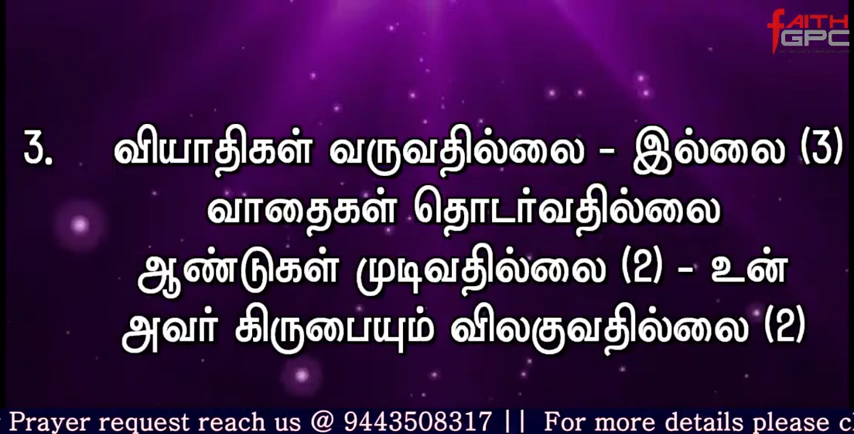 fAITH
GPC
3. வியாதிகள் வருவதில்லை - இல்லை (3)
வாதைகள் தொடர்வதில்லை
ஆண்டுகள் முடிவதில்லை (2) - உன்
அவர் கிருபையும் விலகுவதில்லை (2)
Prayer request reach us @ 9443508317 || For more details please